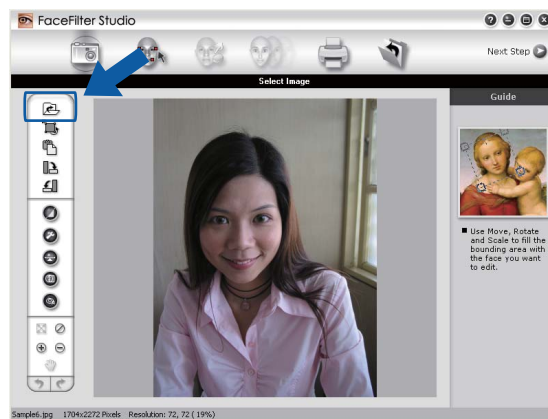 FaceFilter Studio
Next Step
Select Image
Guide
Use Move, Rotate
and Scale to fill the
bounding area with
the face you want
to edit.
Sample6.jpg 1704x2272 Pixels Resolution: 72, 72 ( 19%)